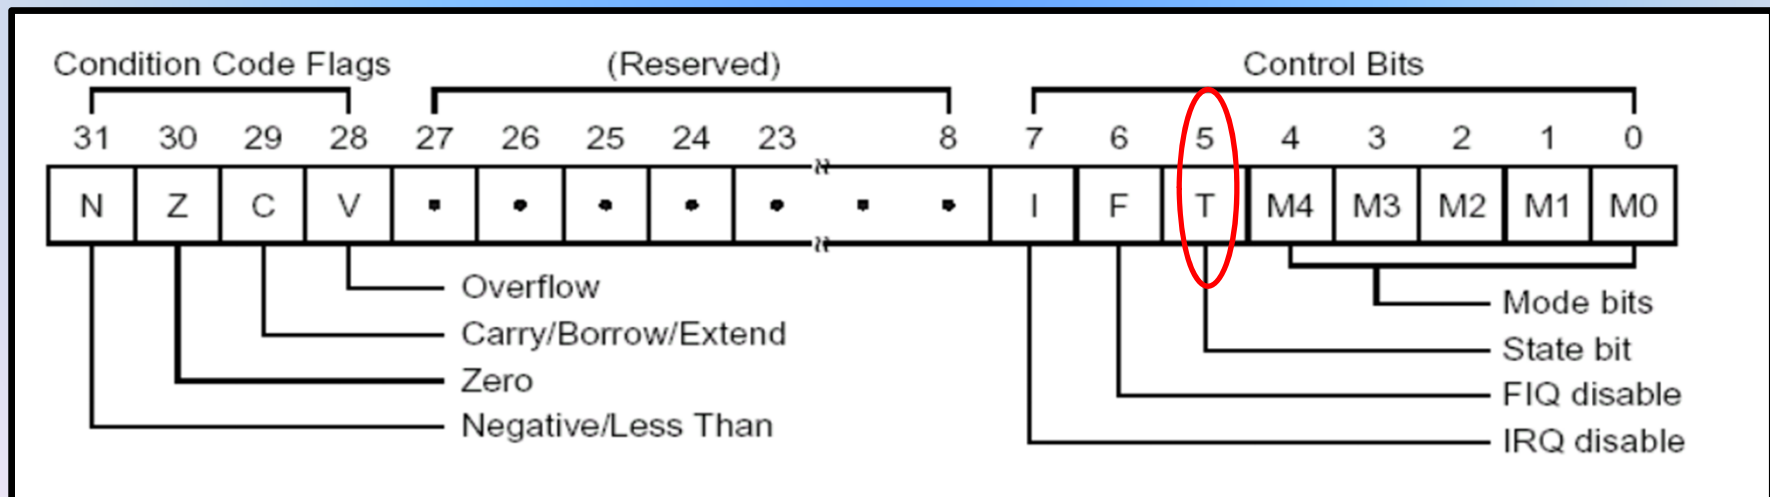 Condition Code Flags (Reserved) Control Bits
31 30 29 28 27 26 25 24 23 8 7 6 5 4 3 2 1 0
N Z C V I F T M4 M3 M2 M1 M0
Overflow
Carry/Borrow/Extend
Zero
Negative/Less Than
Mode bits
State bit
FIQ disable
IRQ disable